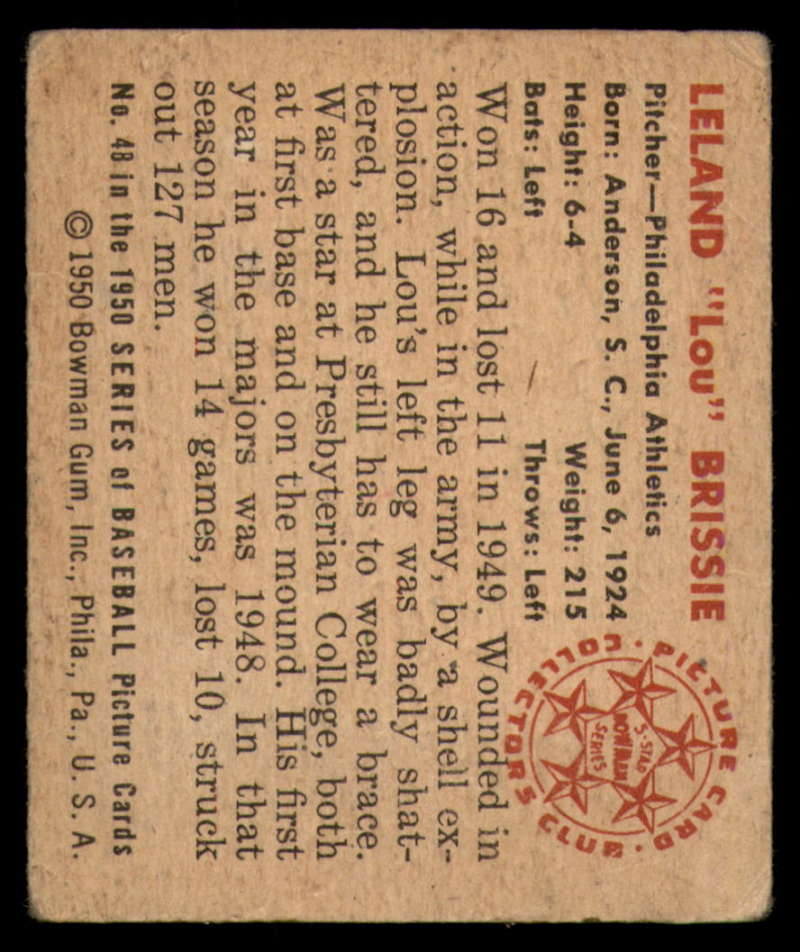 LELAND "Lou" BRISSIE
Pitcher—Philadelphia Athletics
Born: Anderson, S. C., June 6, 1924
Height: 6-4 Weight: 215
Bats: Left Throws: Left
Won 16 and lost 11 in 1949. Wounded in
action, while in the army, by a shell ex-
plosion. Lou's left leg was badly shat-
tered, and he still has to wear a brace.
Was a star at Presbyterian College, both
at first base and on the mound. His first
year in the majors was 1948. In that
season he won 14 games, lost 10, struck
out 127 men.
No. 48 in the 1950 SERIES of BASEBALL Picture Cards
© 1950 Bowman Gum, Inc., Phila., Pa., U. S. A.
PICTURE CARD
COLLECTORS CLUB
5-STAR
BOWMAN
SERIES